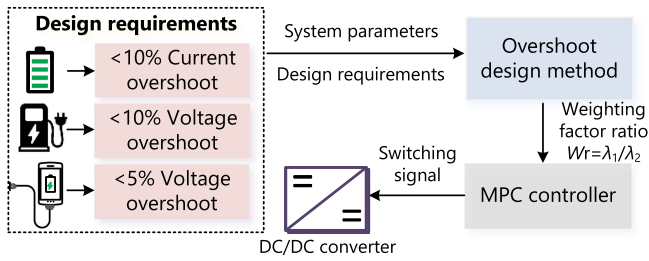 Design requirements
<10% Current
overshoot
<10% Voltage
overshoot
<5% Voltage
overshoot
System parameters
Design requirements
Overshoot
design method
Weighting
factor ratio
Wr=λ₁/λ₂
MPC controller
Switching
signal
DC/DC converter